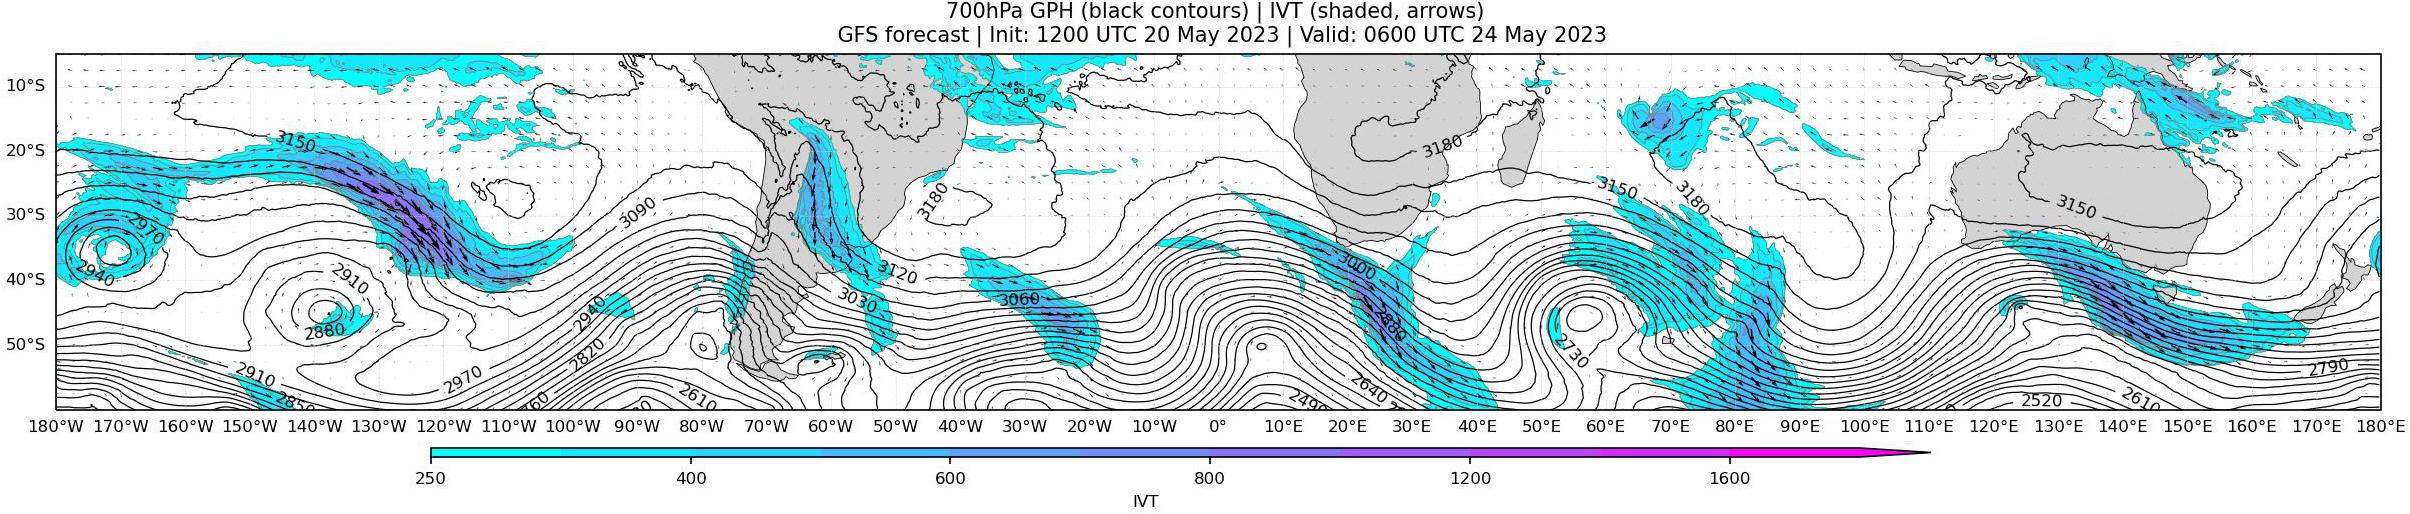 700hPa GPH (black contours) | IVT (shaded, arrows)
GFS forecast | Init: 1200 UTC 20 May 2023 | Valid: 0600 UTC 24 May 2023
10°S
20°S
30°S
40°S
50°S
3150
2970
2940
2910
2880
2910
2850
2970
3090
2940
2820
2610
3120
3030
3180
3060
3180
3000
2880
2640
2490
3150
3180
2730
3150
2520
2610
2790
180°W 170°W 160°W 150°W 140°W 130°W 120°W 110°W 100°W 90°W 80°W 70°W 60°W 50°W 40°W 30°W 20°W 10°W 0° 10°E 20°E 30°E 40°E 50°E 60°E 70°E 80°E 90°E 100°E 110°E 120°E 130°E 140°E 150°E 160°E 170°E 180°E
250 400 600 800 1200 1600
IVT